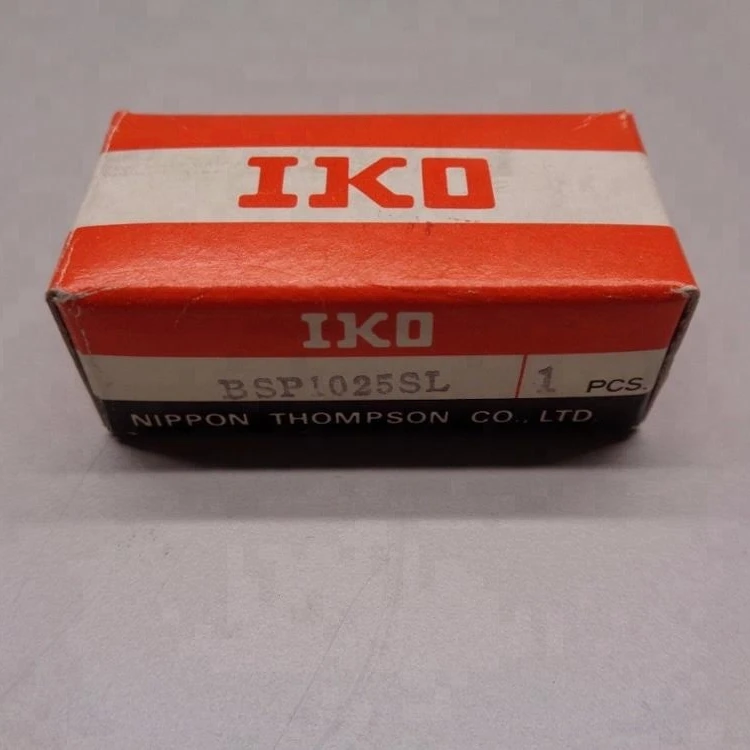 IKO
IKO
BSP1025SL 1 PCS.
NIPPON THOMPSON CO., LTD.